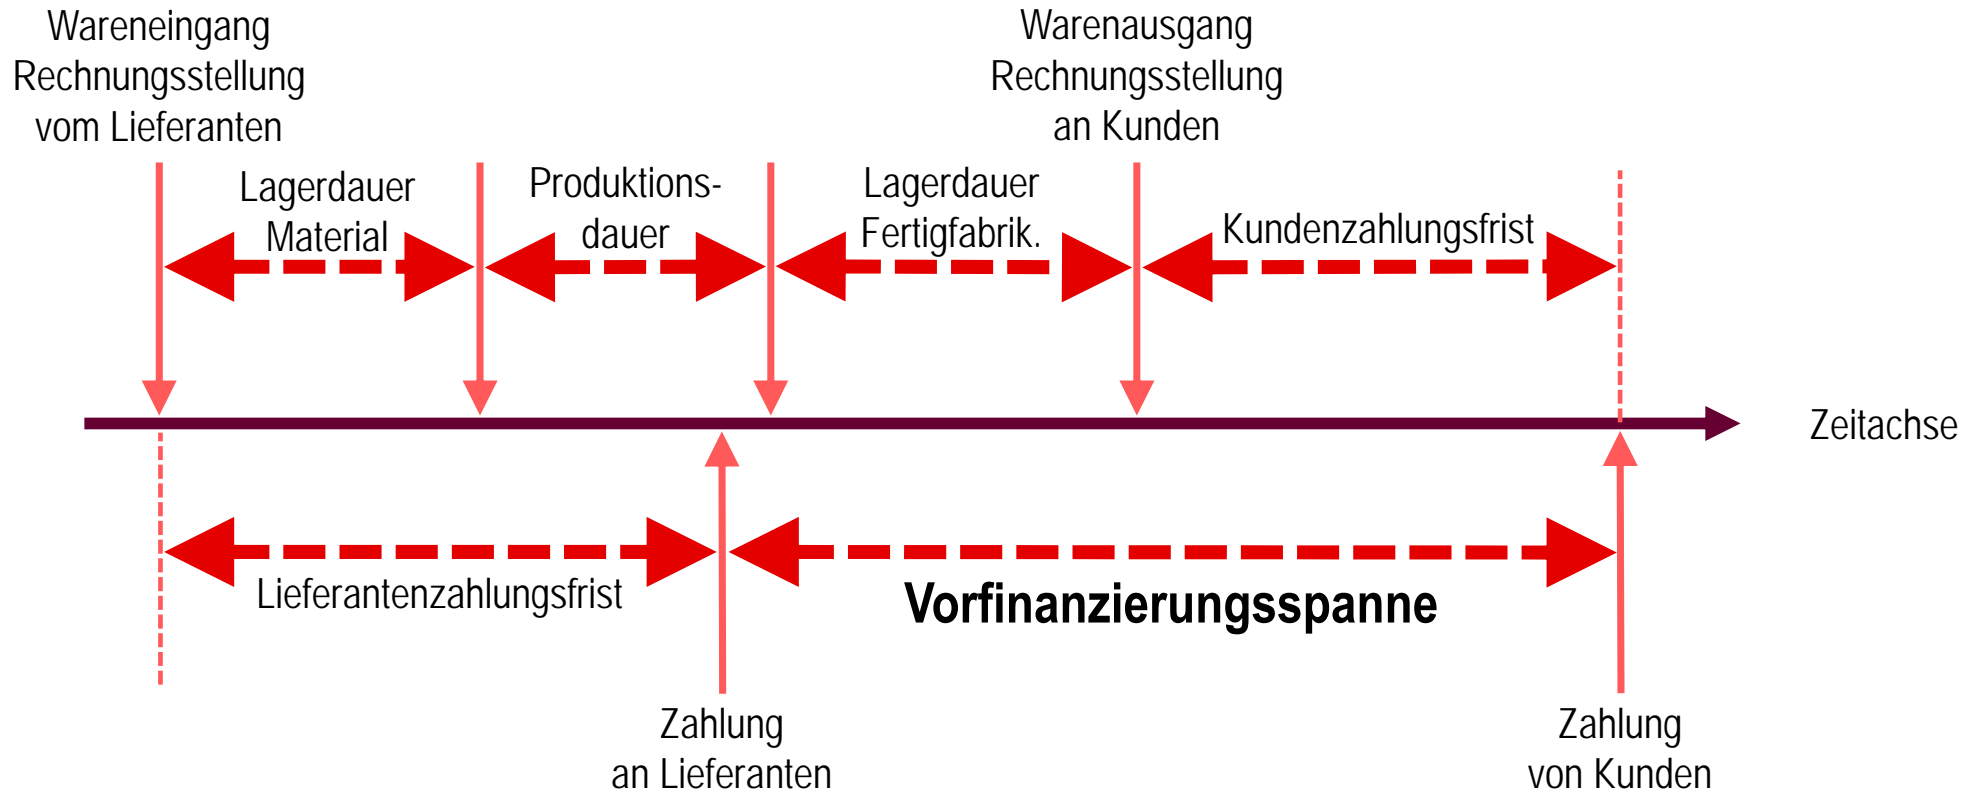 Wareneingang
Rechnungsstellung
vom Lieferanten
Warenausgang
Rechnungsstellung
an Kunden
Lagerdauer
Material
Produktions-
dauer
Lagerdauer
Fertigfabrik.
Kundenzahlungsfrist
Zeitachse
Lieferantenzahlungsfrist
Vorfinanzierungsspanne
Zahlung
an Lieferanten
Zahlung
von Kunden